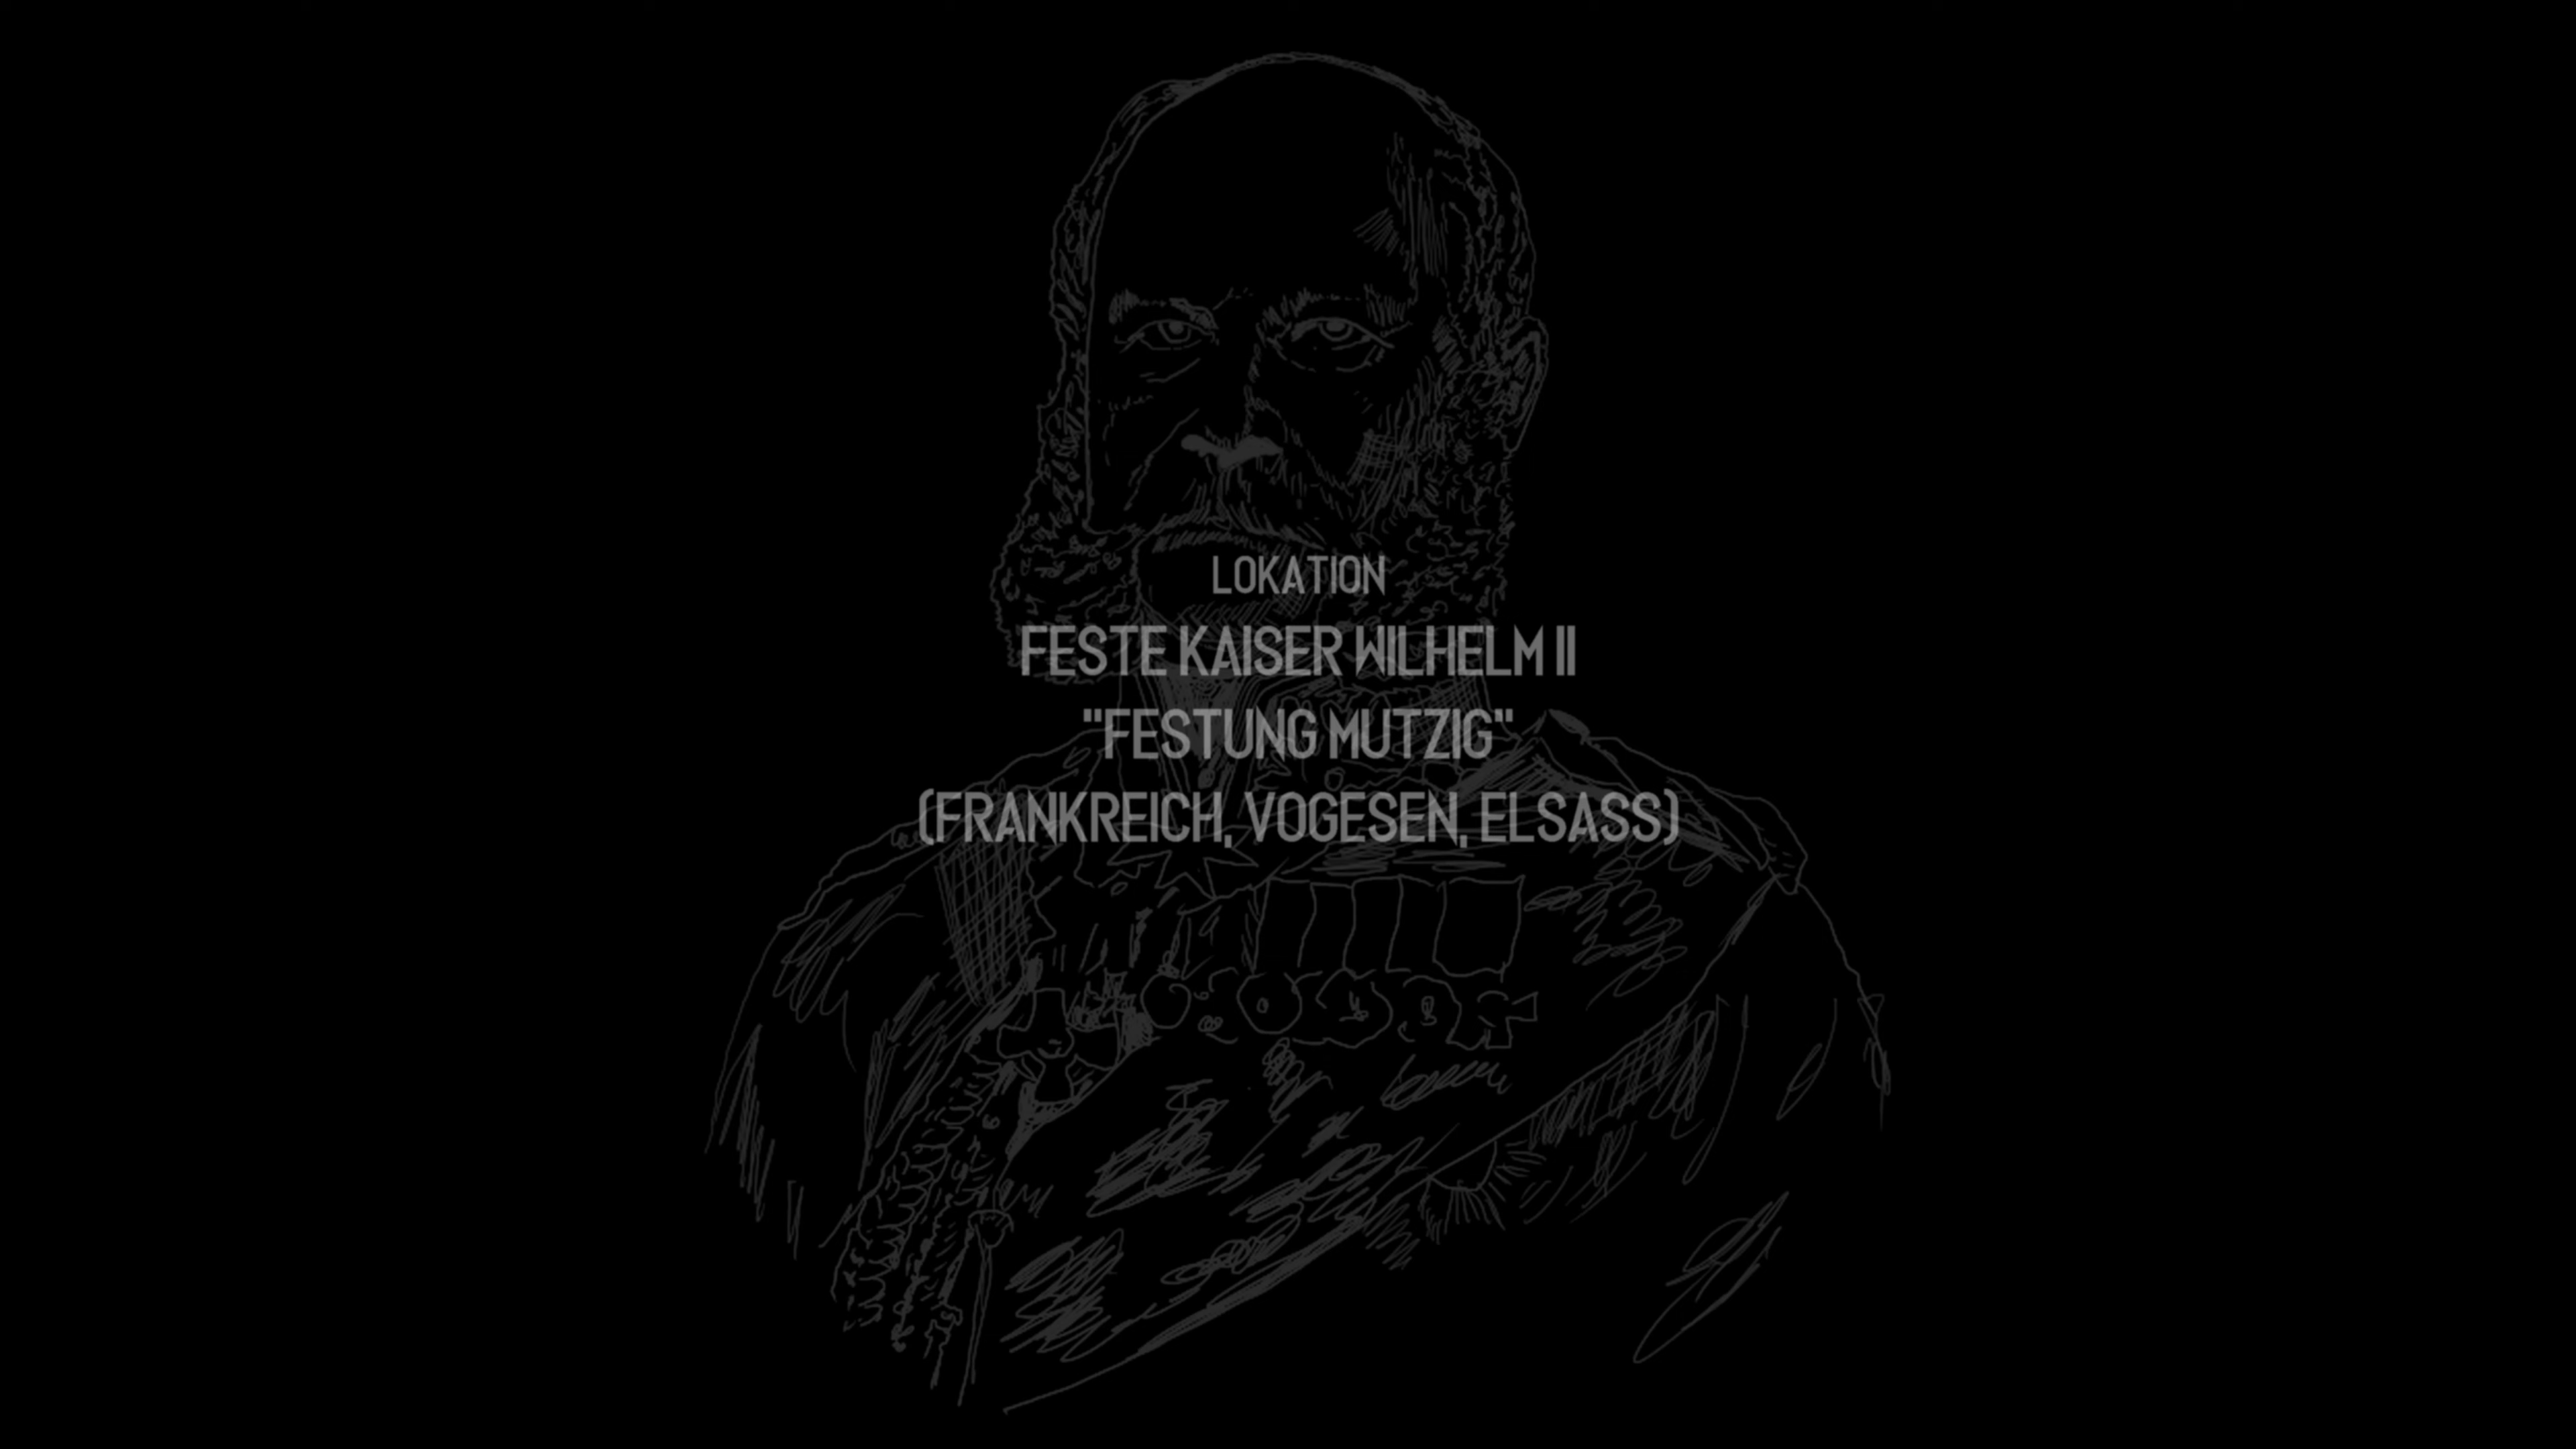 LOKATION
FESTE KAISER WILHELM II
"FESTUNG MUTZIG"
(FRANKREICH, VOGESEN, ELSASS)